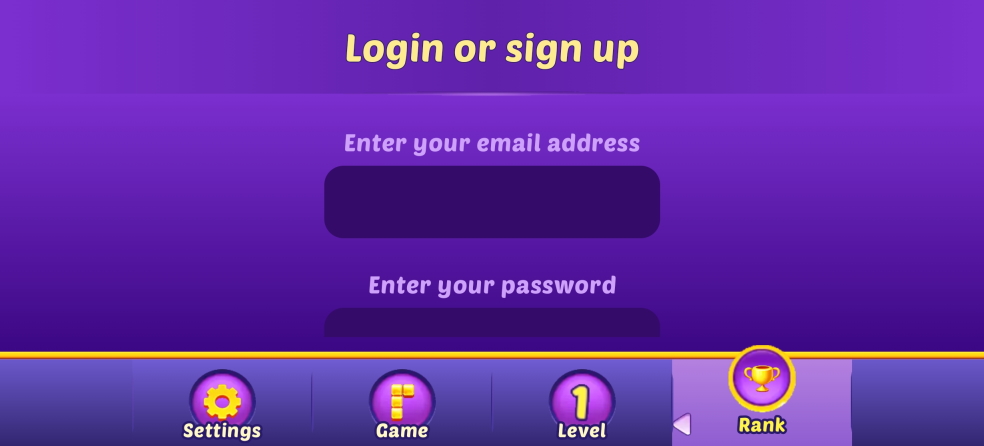 Login or sign up
Enter your email address
Enter your password
1
Settings
Game
Level
Rank